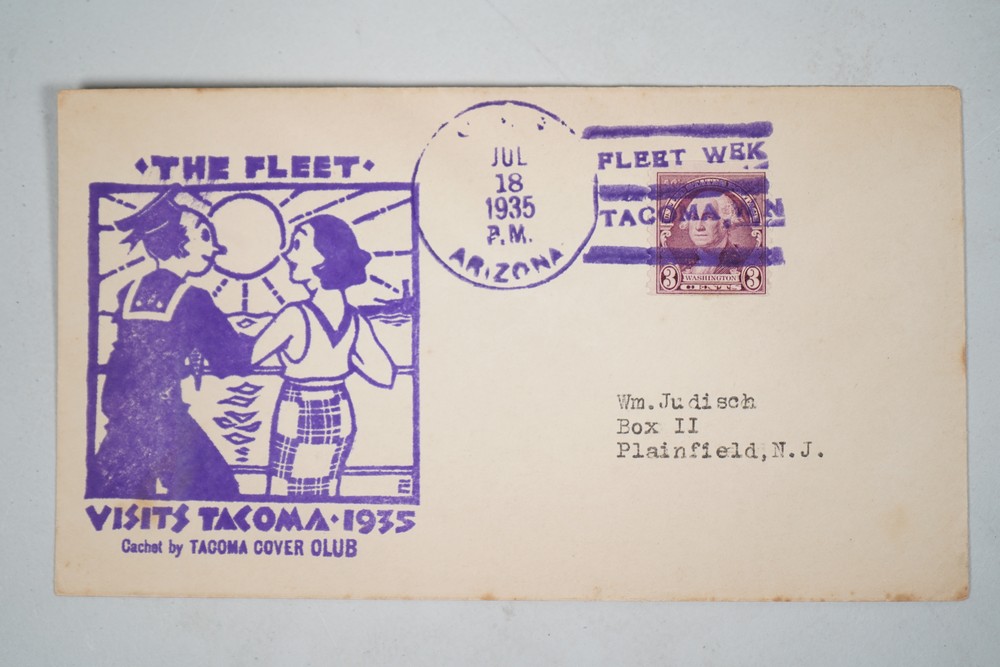 ·THE FLEET·
VISITS TACOMA·1935
Cachet by TACOMA COVER OLUB
JUL
18
1935
P.M.
ARIZONA
FLEET WEK
TACOMA,
3 WASHINGTON 3
CENTS
Wm.Judisch
Box II
Plainfield,N.J.